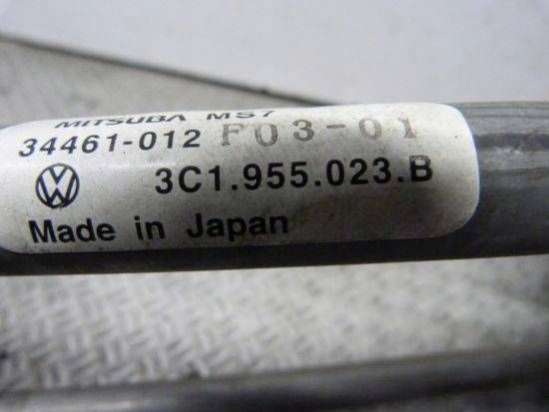 MITSUBA MS7
34461-012 F03-01
3C1.955.023.B
Made in Japan